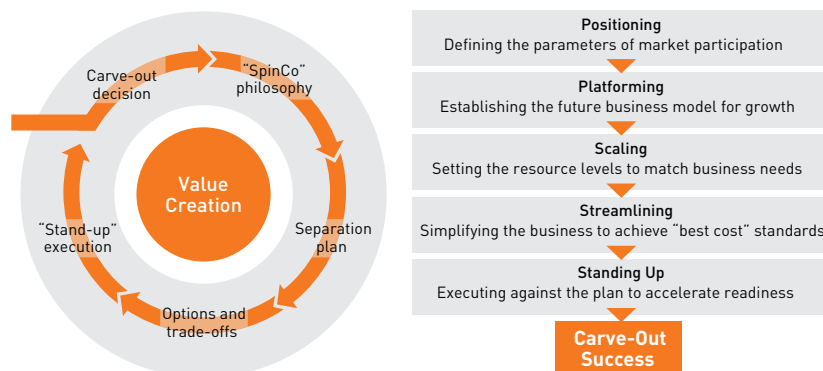 Carve-out
decision
“SpinCo”
philosophy
Separation
plan
Options and
trade-offs
“Stand-up”
execution
Value
Creation
Positioning
Defining the parameters of market participation
Platforming
Establishing the future business model for growth
Scaling
Setting the resource levels to match business needs
Streamlining
Simplifying the business to achieve “best cost” standards
Standing Up
Executing against the plan to accelerate readiness
Carve-Out
Success